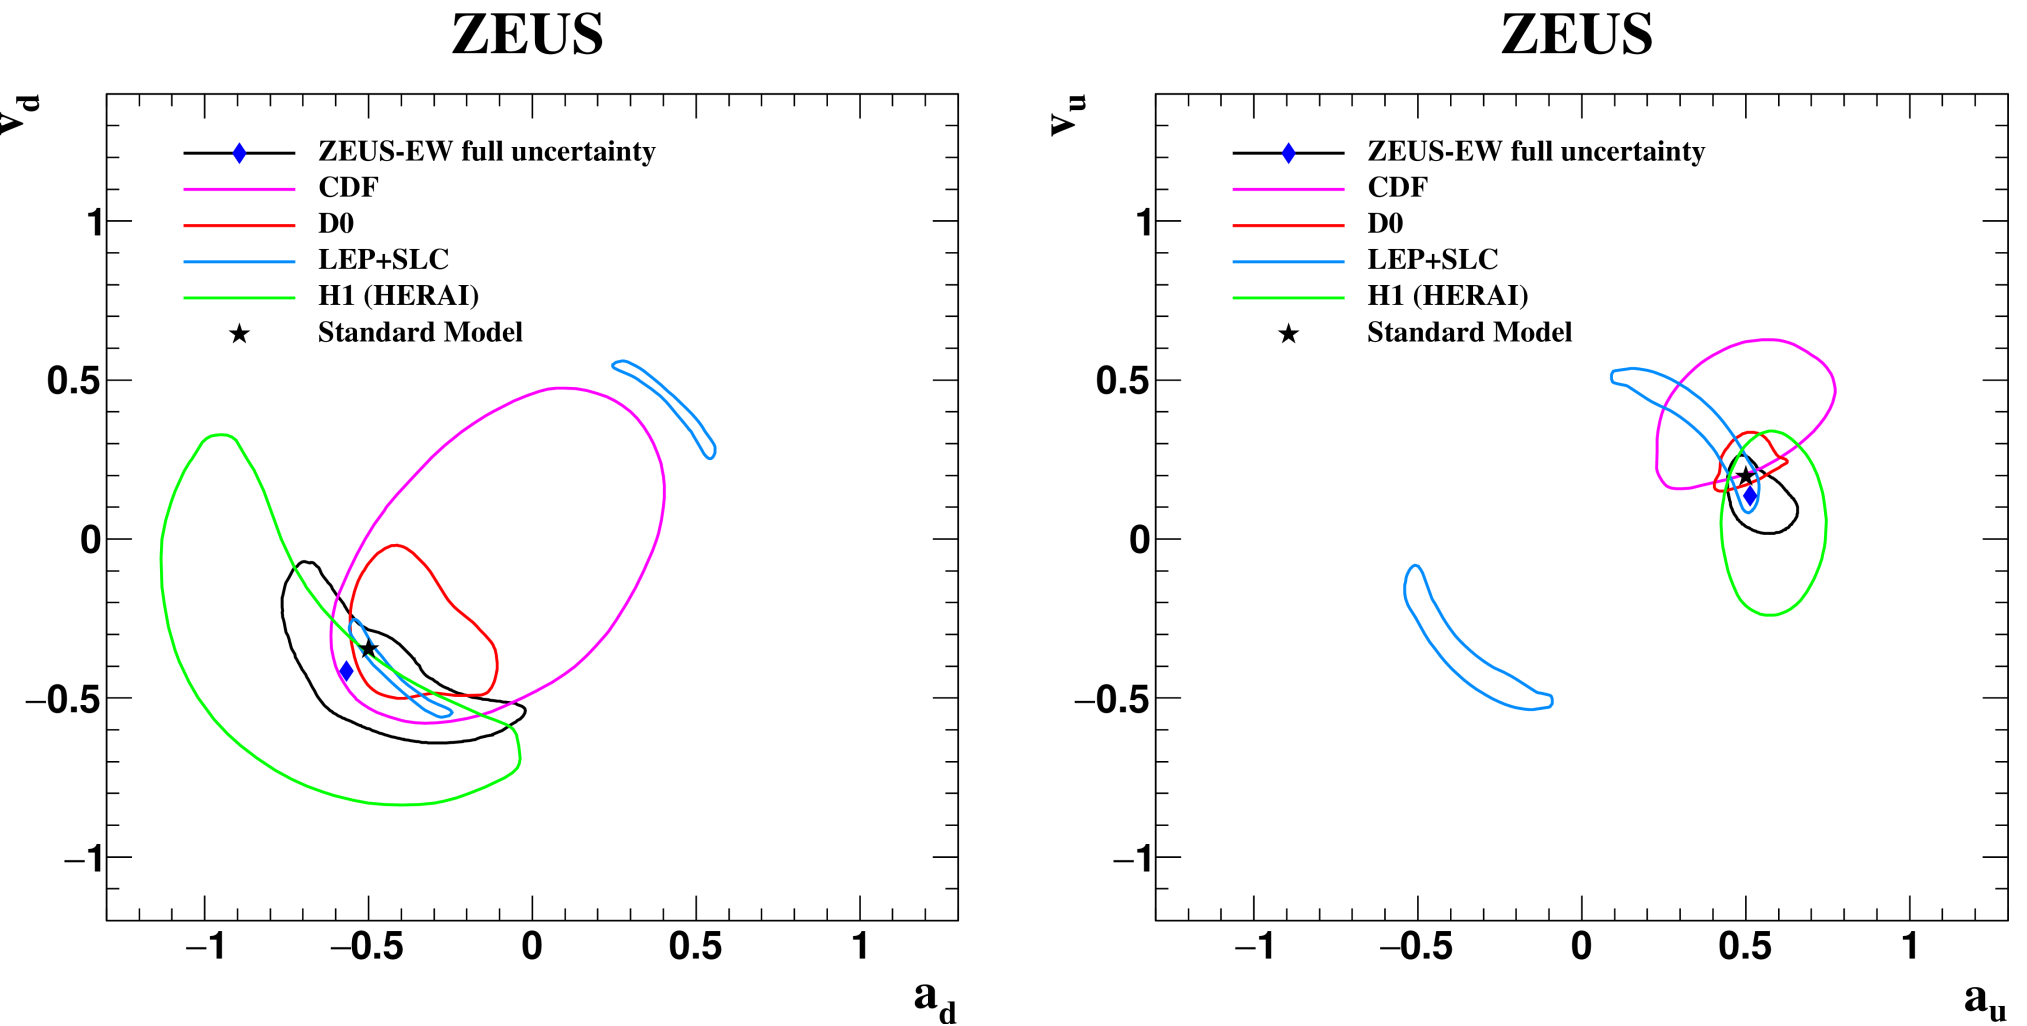 ZEUS
v_d
ZEUS-EW full uncertainty
CDF
D0
LEP+SLC
H1 (HERAI)
Standard Model
1
0.5
0
−0.5
−1
−1 −0.5 0 0.5 1
a_d
ZEUS
v_u
ZEUS-EW full uncertainty
CDF
D0
LEP+SLC
H1 (HERAI)
Standard Model
1
0.5
0
−0.5
−1
−1 −0.5 0 0.5 1
a_u